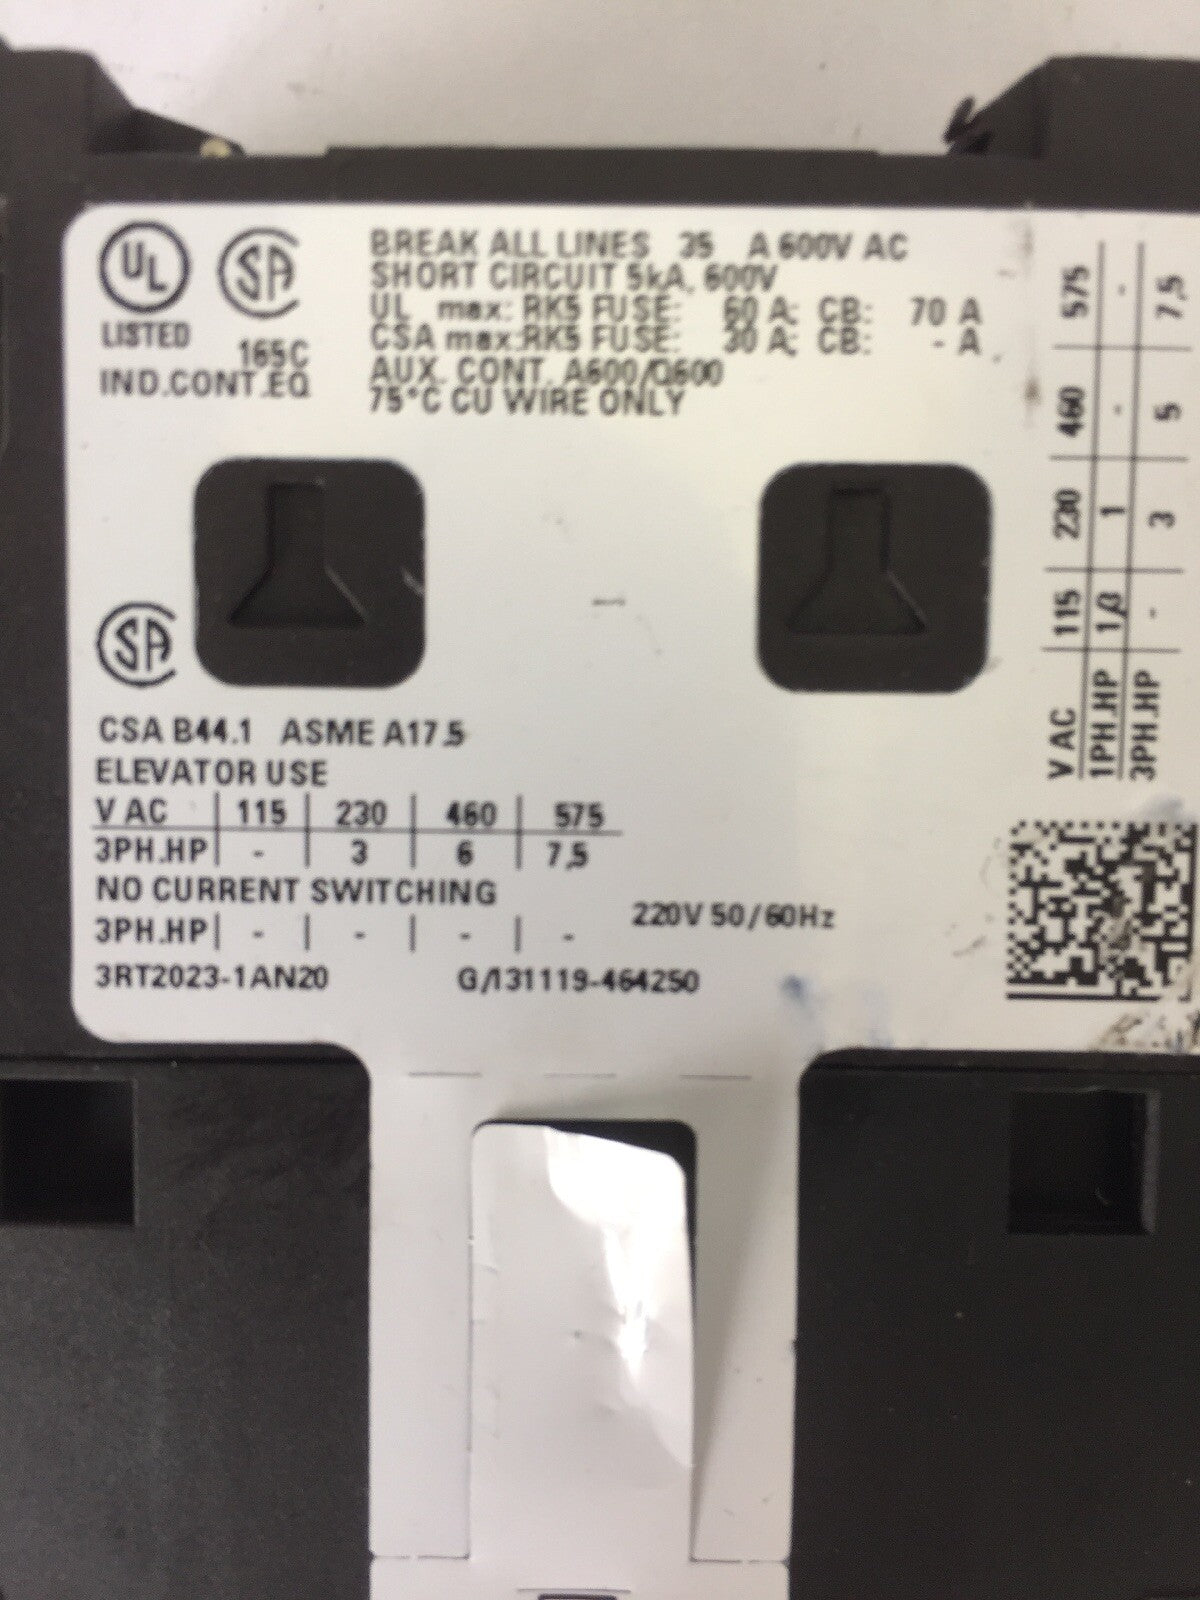 UL
LISTED
SA
165C
IND.CONT.EQ
BREAK ALL LINES 35 A 600V AC
SHORT CIRCUIT 5kA, 600V
UL max: RK5 FUSE: 60 A; CB: 70 A
CSA max:RK5 FUSE: 30 A; CB: - A
AUX. CONT. A600/Q600
75°C CU WIRE ONLY
V AC | 115 | 230 | 460 | 575
1PH.HP | 1/3 | 1 | - | -
3PH.HP | - | 3 | 5 | 7,5
SA
CSA B44.1 ASME A17.5
ELEVATOR USE
V AC | 115 | 230 | 460 | 575
3PH.HP | - | 3 | 6 | 7,5
NO CURRENT SWITCHING
3PH.HP | - | - | - | -
220V 50/60Hz
3RT2023-1AN20 G/131119-464250